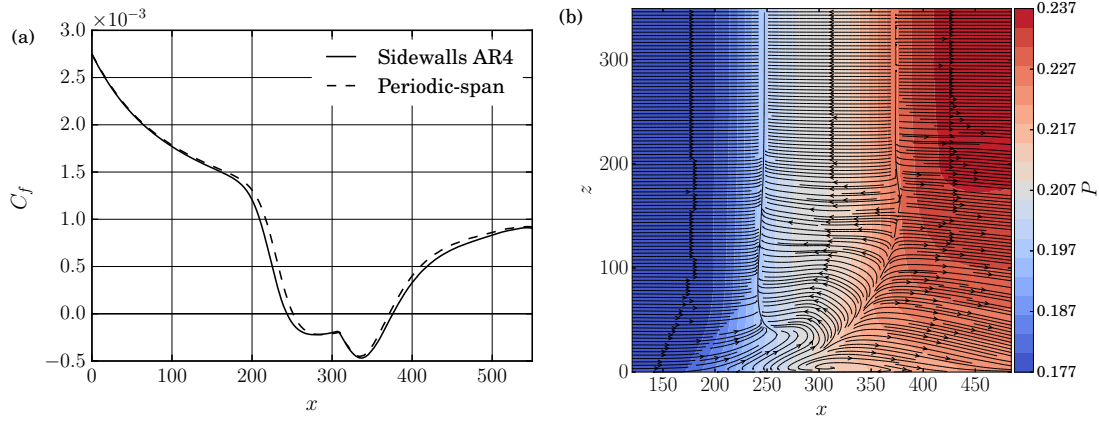 (a)
×10⁻³
3.0
2.5
2.0
1.5
1.0
0.5
0.0
−0.5
C_f
0 100 200 300 400 500
x
Sidewalls AR4
Periodic-span
(b)
300
200
100
0
z
150 200 250 300 350 400 450
x
0.237
0.227
0.217
0.207
0.197
0.187
0.177
P